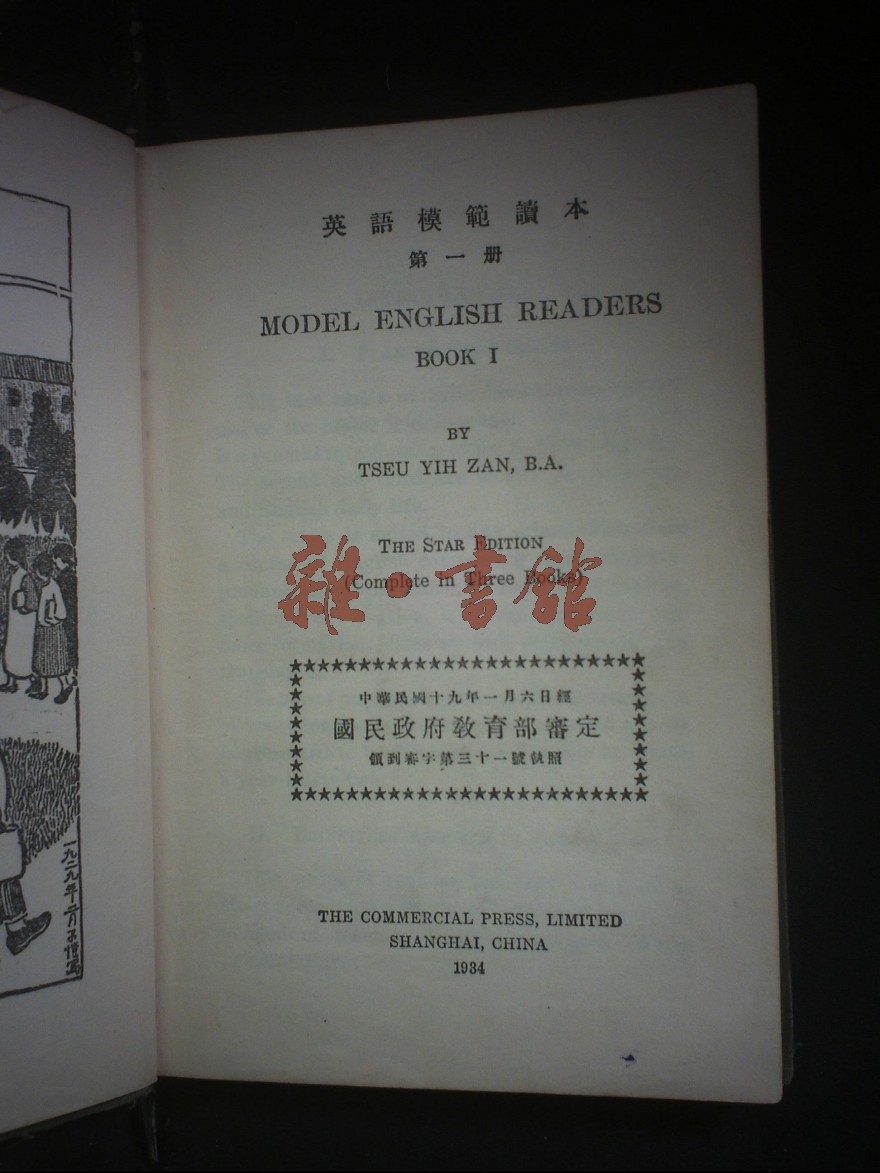 一九二九年二月子愷寫
英語模範讀本
第一册
MODEL ENGLISH READERS
BOOK I
BY
TSEU YIH ZAN, B.A.
THE STAR EDITION
(Complete in Three Books)
雜·書館
中華民國十九年一月六日經
國民政府教育部審定
領到審字第三十一號執照
THE COMMERCIAL PRESS, LIMITED
SHANGHAI, CHINA
1934